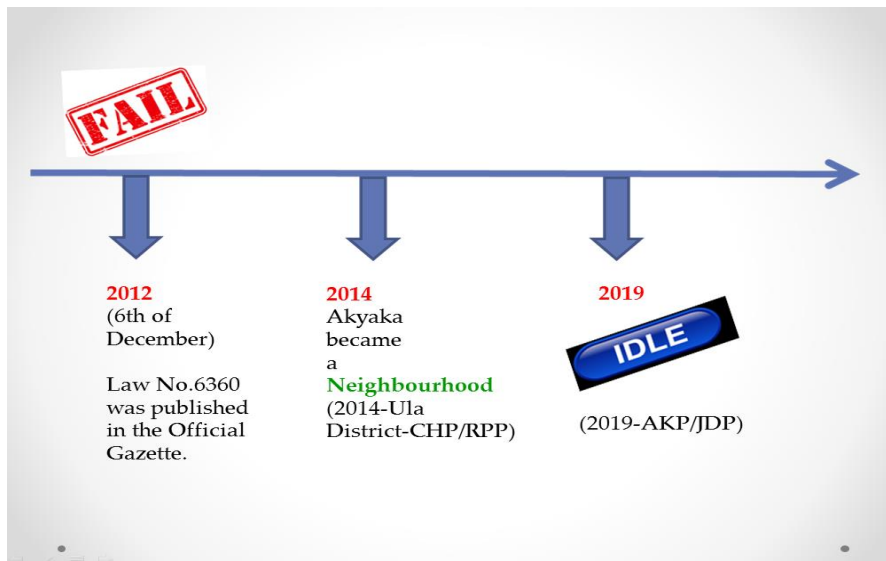 FAIL
2012
(6th of
December)
Law No.6360
was published
in the Official
Gazette.
2014
Akyaka
became
a
Neighbourhood
(2014-Ula
District-CHP/RPP)
2019
IDLE
(2019-AKP/JDP)